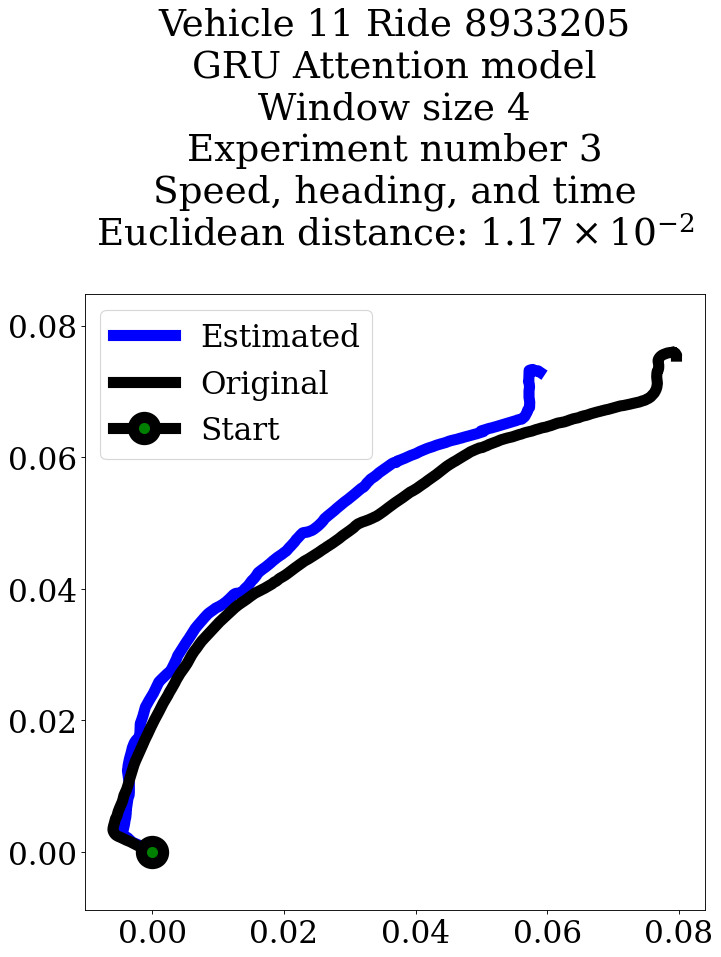 Vehicle 11 Ride 8933205
GRU Attention model
Window size 4
Experiment number 3
Speed, heading, and time
Euclidean distance: 1.17 × 10⁻²
Estimated
Original
Start
0.08
0.06
0.04
0.02
0.00
0.00 0.02 0.04 0.06 0.08